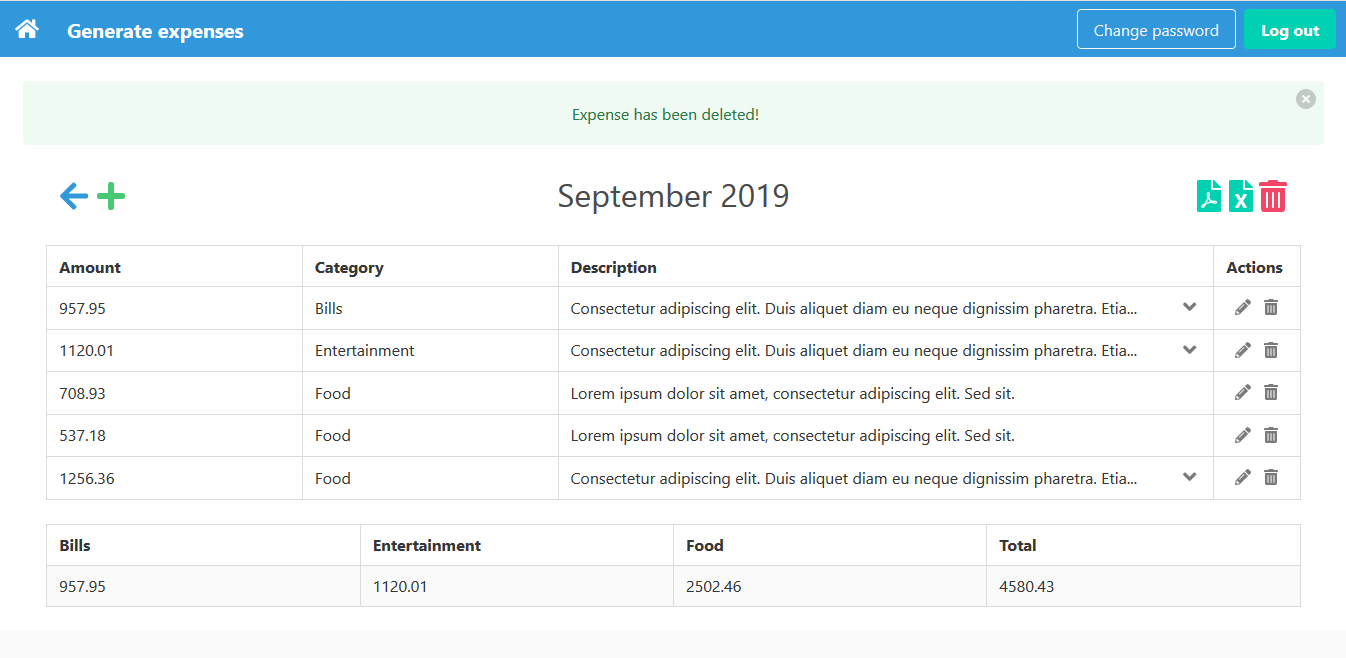 Generate expenses Change password Log out
Expense has been deleted!
September 2019
Amount Category Description Actions
957.95 Bills Consectetur adipiscing elit. Duis aliquet diam eu neque dignissim pharetra. Etia...
1120.01 Entertainment Consectetur adipiscing elit. Duis aliquet diam eu neque dignissim pharetra. Etia...
708.93 Food Lorem ipsum dolor sit amet, consectetur adipiscing elit. Sed sit.
537.18 Food Lorem ipsum dolor sit amet, consectetur adipiscing elit. Sed sit.
1256.36 Food Consectetur adipiscing elit. Duis aliquet diam eu neque dignissim pharetra. Etia...
Bills Entertainment Food Total
957.95 1120.01 2502.46 4580.43